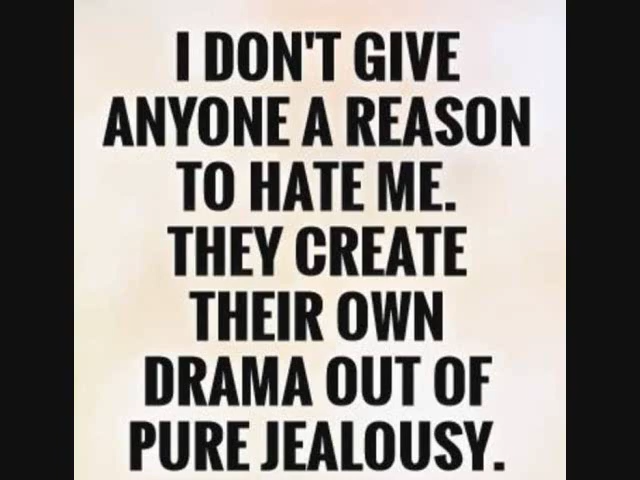 I DON'T GIVE
ANYONE A REASON
TO HATE ME.
THEY CREATE
THEIR OWN
DRAMA OUT OF
PURE JEALOUSY.